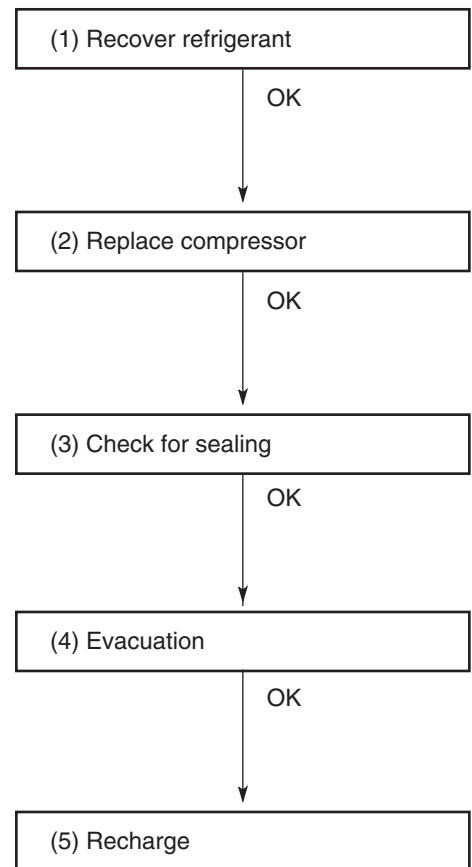 (1) Recover refrigerant
OK
(2) Replace compressor
OK
(3) Check for sealing
OK
(4) Evacuation
OK
(5) Recharge